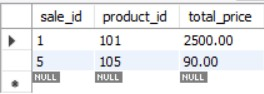 sale_id product_id total_price
1 101 2500.00
5 105 90.00
NULL NULL NULL